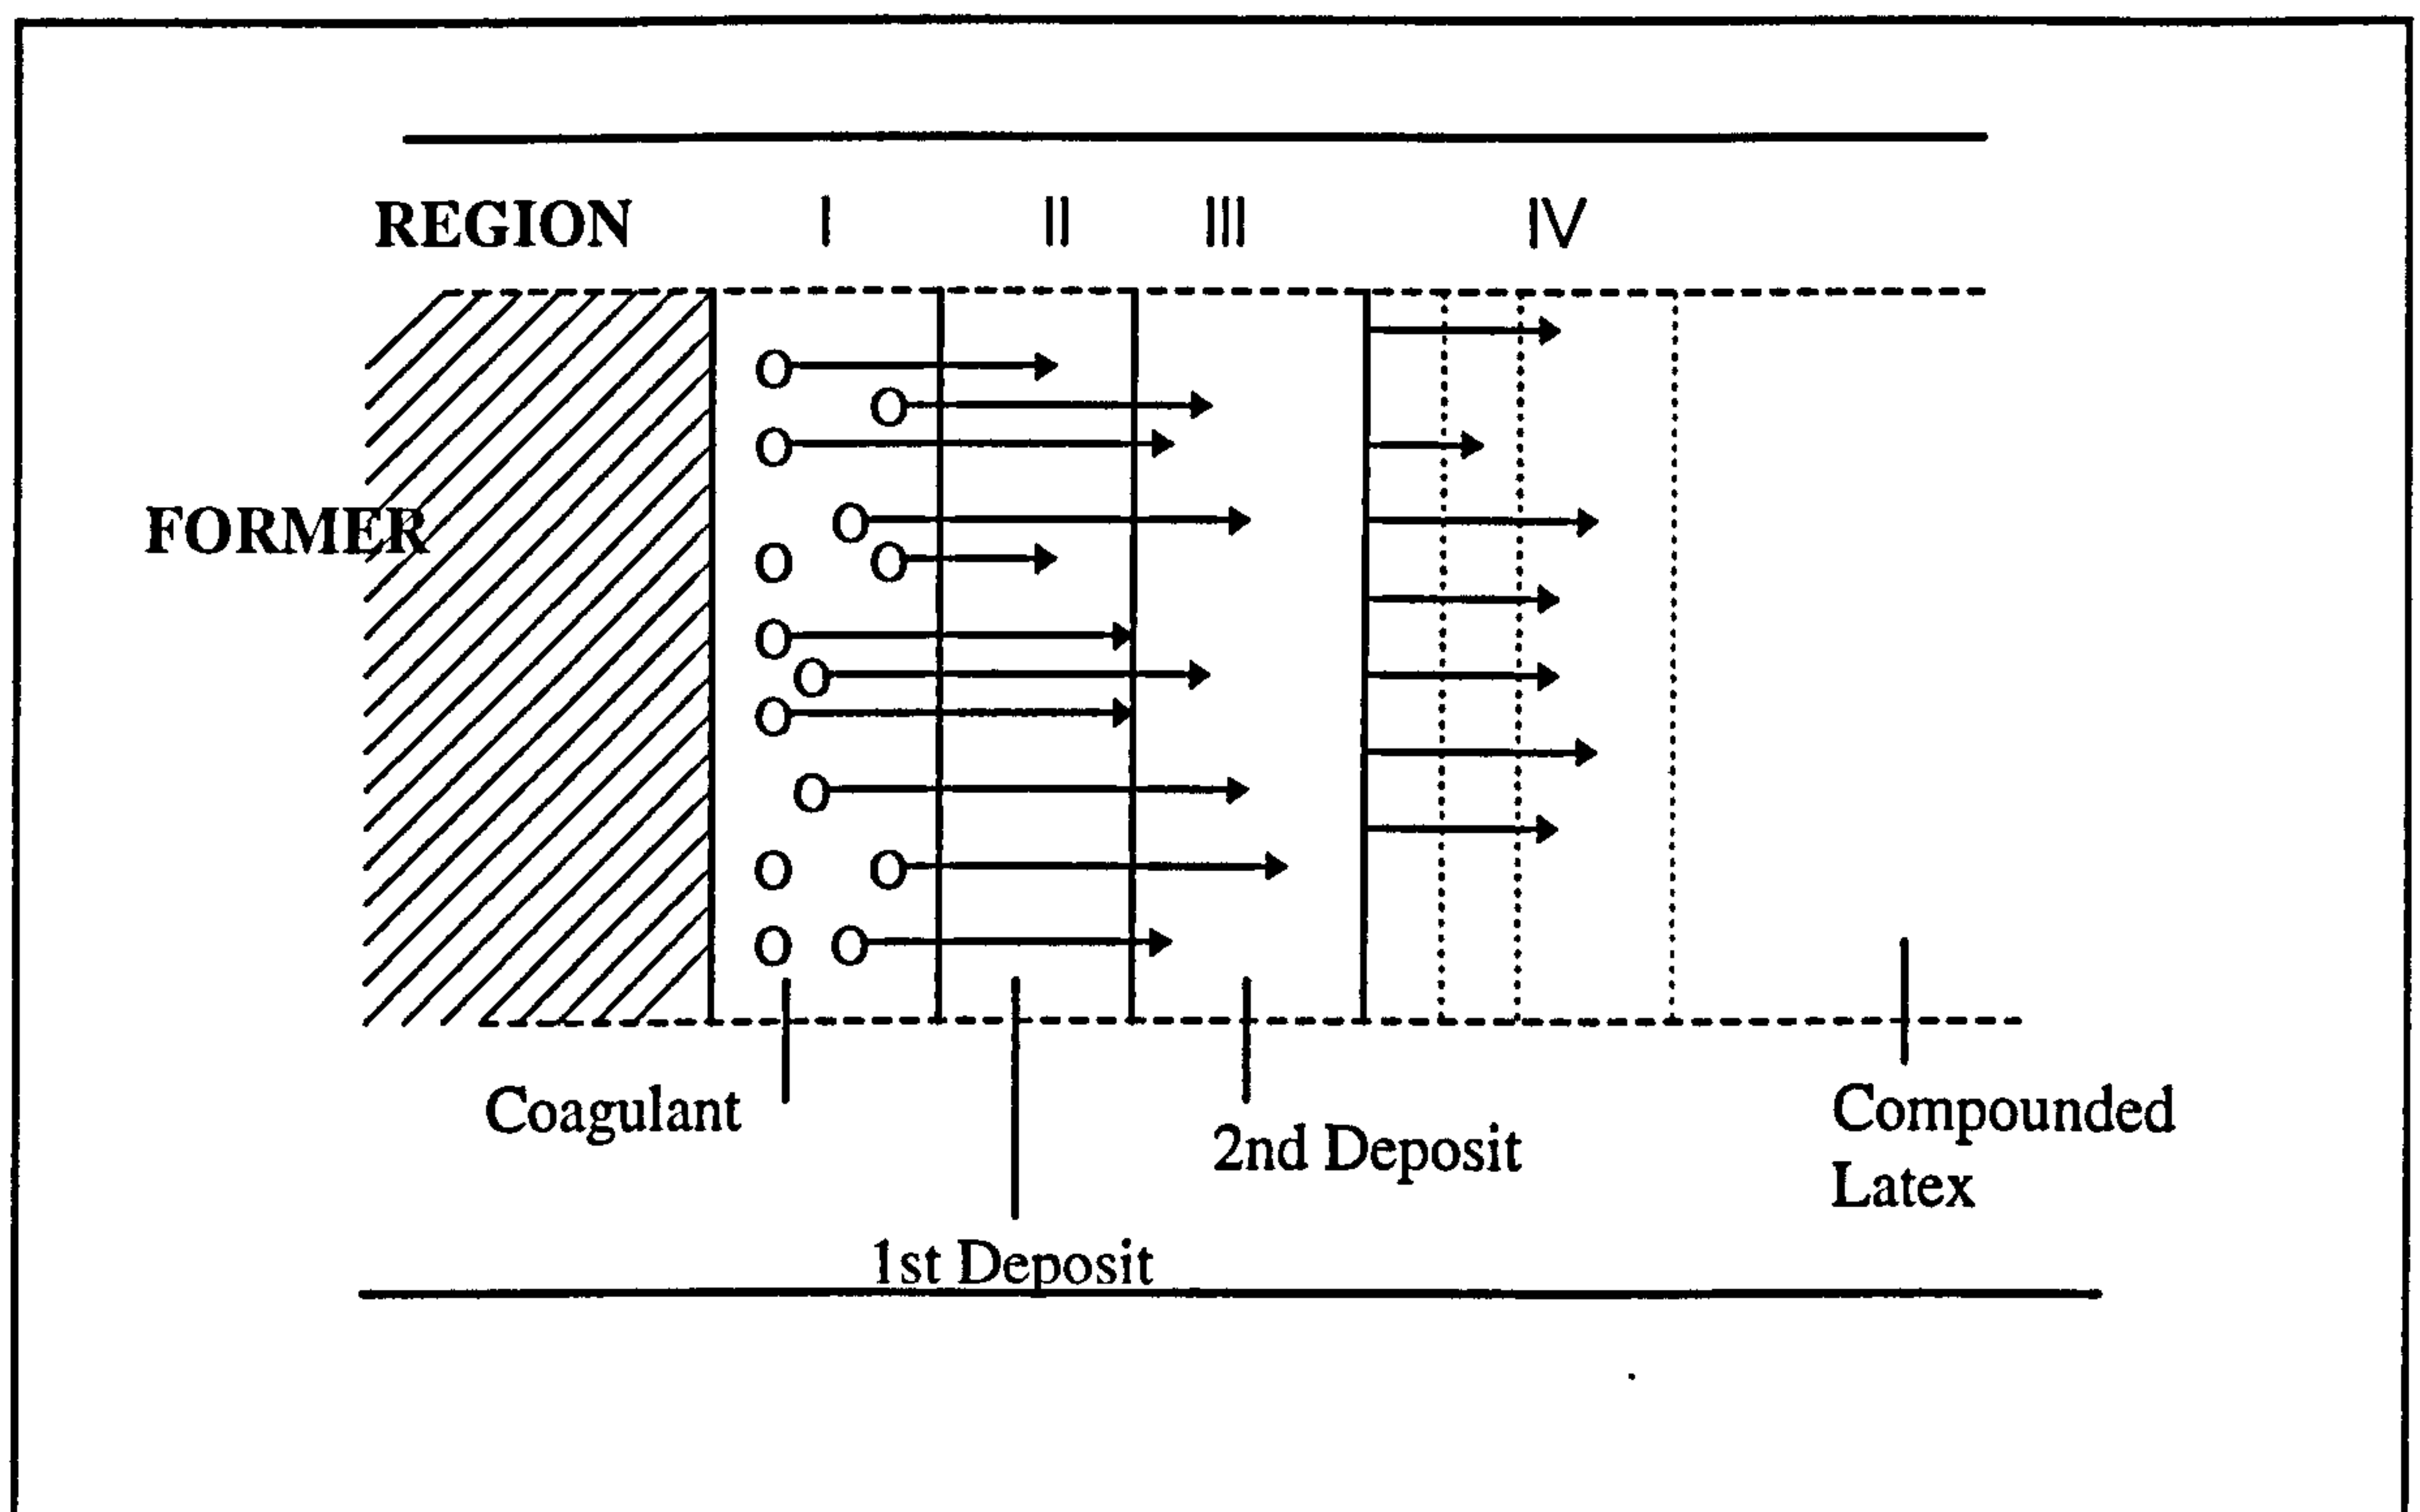 REGION I II III IV
FORMER
Coagulant
2nd Deposit
Compounded
Latex
1st Deposit